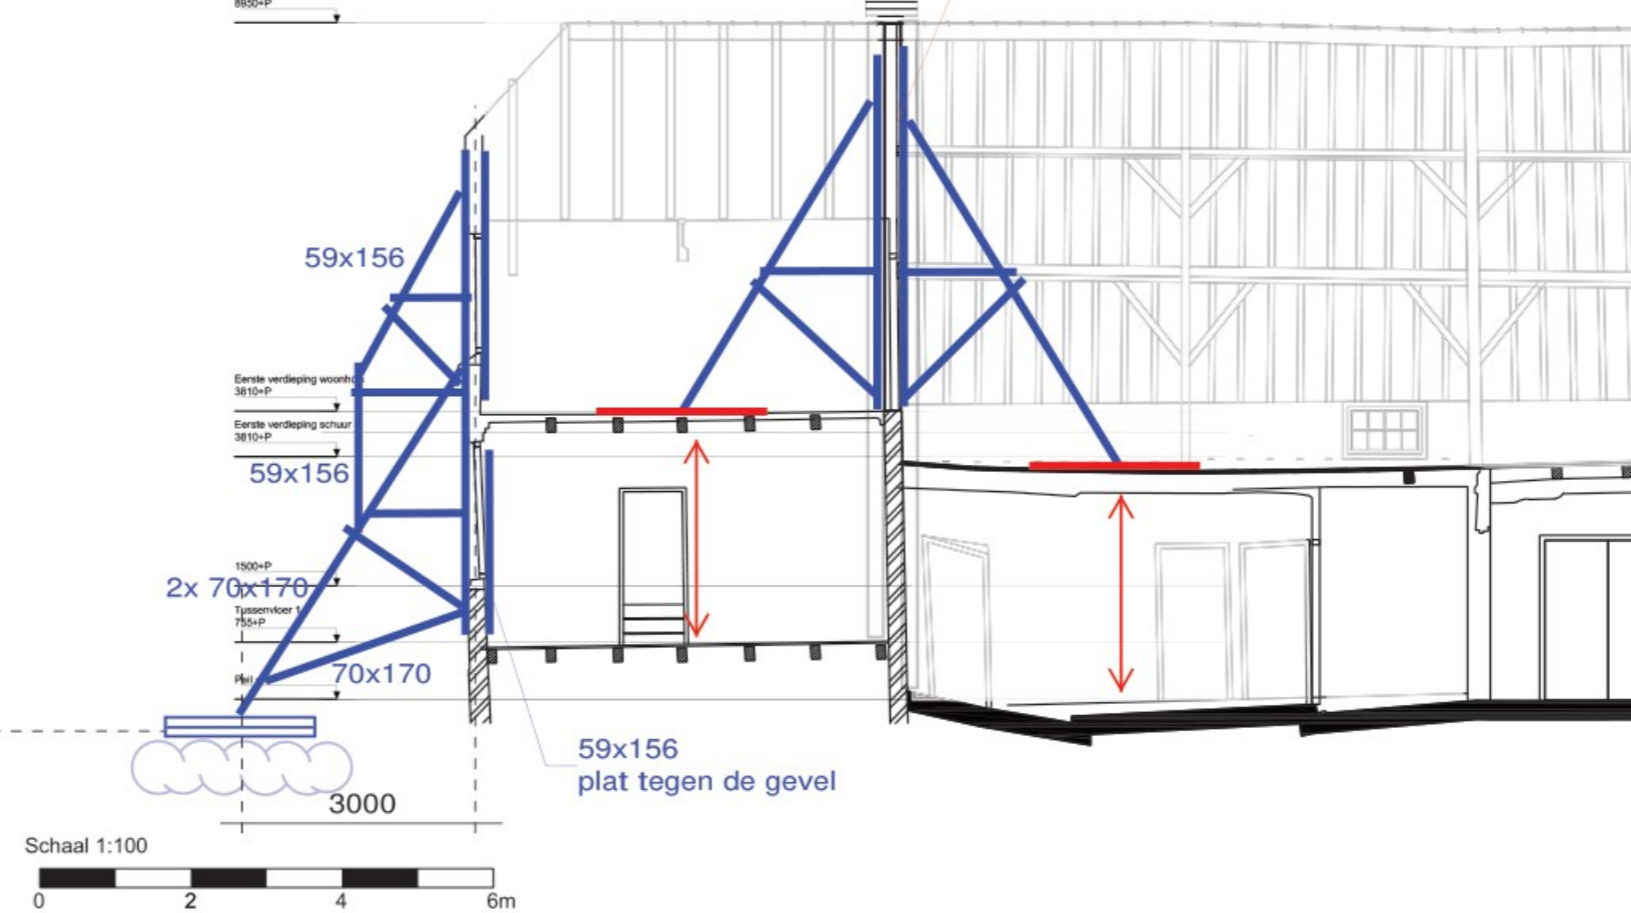 8950+P
59x156
Eerste verdieping woonhuis
3810+P
Eerste verdieping schuur
3810+P
59x156
1500+P
2x 70x170
Tussenvloer 1
755+P
Peil
70x170
59x156
plat tegen de gevel
3000
Schaal 1:100
0 2 4 6m